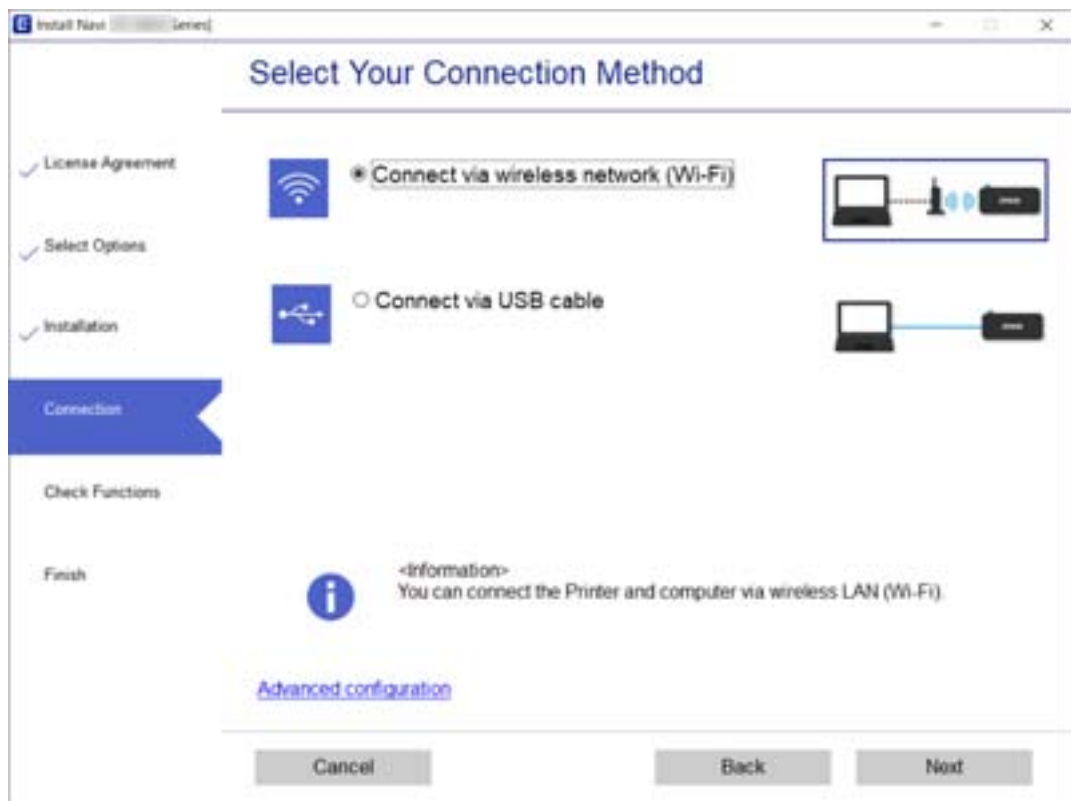 Install Navi Series]
Select Your Connection Method
License Agreement
Select Options
Installation
Connection
Check Functions
Finish
Connect via wireless network (Wi-Fi)
Connect via USB cable
<Information>
You can connect the Printer and computer via wireless LAN (Wi-Fi).
Advanced configuration
Cancel
Back
Next